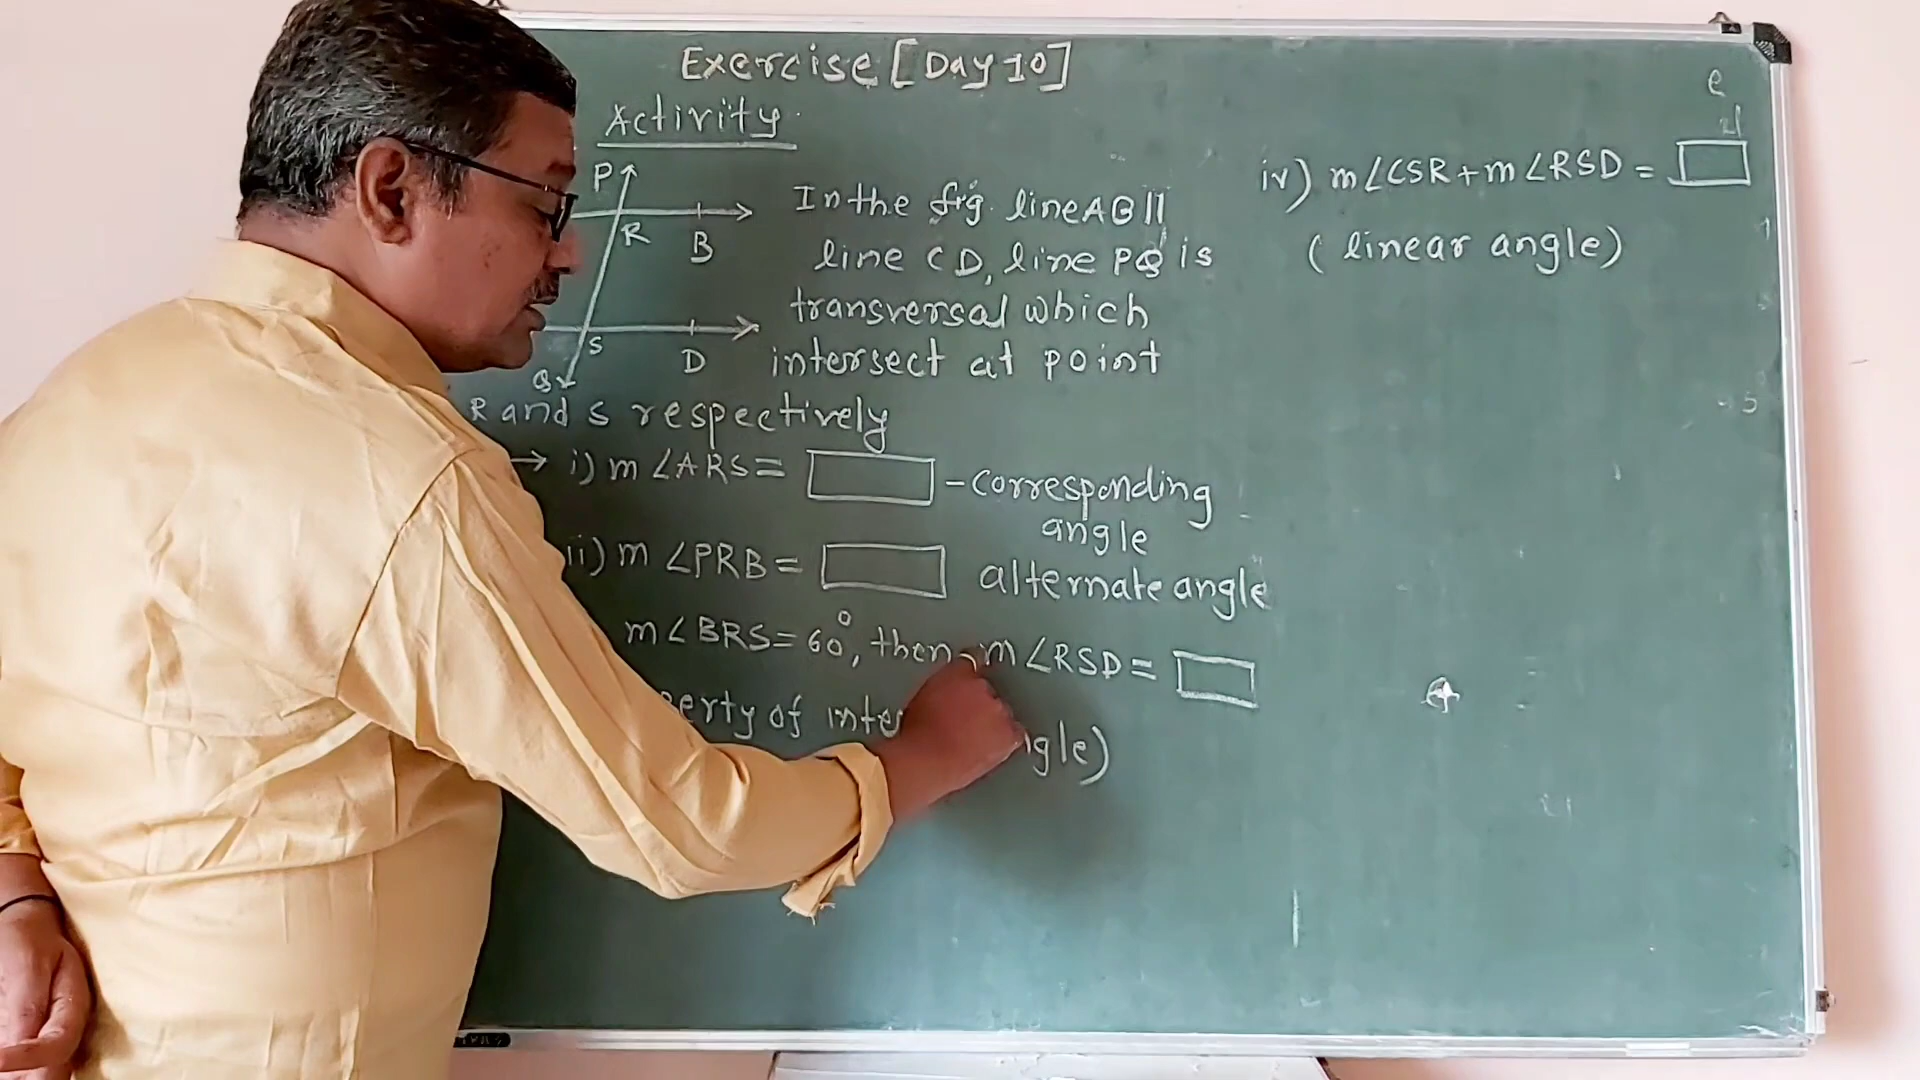 Exercise [Day 10]
Activity
P
R
B
S
D
Q
In the fig. line AB ||
line CD, line PQ is
transversal which
intersect at point
R and S respectively
→ i) m ∠ARS = - corresponding
angle
ii) m ∠PRB = alternate angle
m ∠BRS = 60°, then m ∠RSD =
of
iv) m ∠CSR + m ∠RSD =
(linear angle)